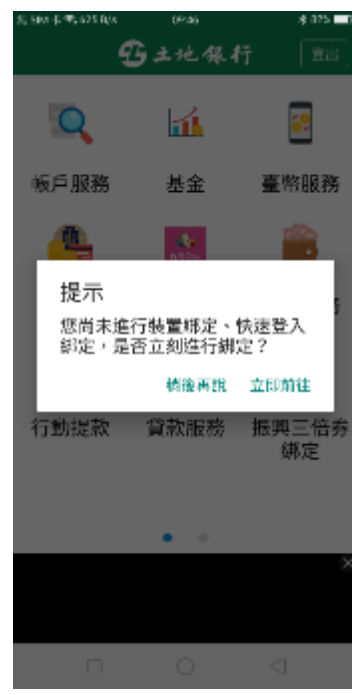 09:46
土地銀行
登出
帳戶服務
基金
臺幣服務
提示
您尚未進行裝置綁定、快速登入
綁定，是否立刻進行綁定？
稍後再說
立即前往
行動提款
貸款服務
振興三倍券
綁定